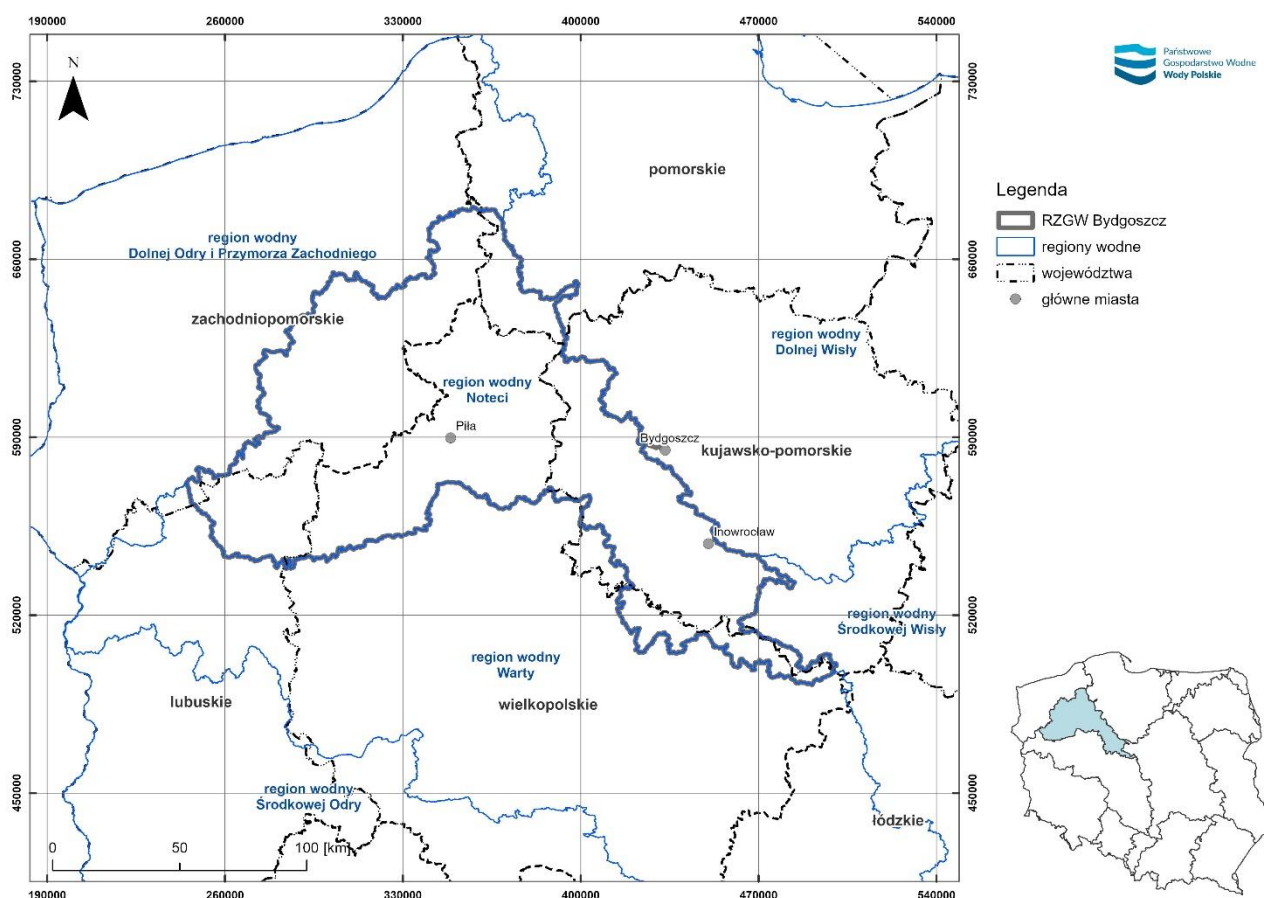 190000 260000 330000 400000 470000 540000
730000 730000
660000 660000
590000 590000
520000 520000
450000 450000
N
pomorskie
region wodny
Dolnej Odry i Przymorza Zachodniego
zachodniopomorskie
region wodny
Dolnej Wisły
region wodny
Noteci
Piła
Bydgoszcz
kujawsko-pomorskie
Inowrocław
region wodny
Środkowej Wisły
region wodny
Warty
lubuskie
wielkopolskie
region wodny
Środkowej Odry
łódzkie
0 50 100 [km]
190000 260000 330000 400000 470000 540000
Państwowe
Gospodarstwo Wodne
Wody Polskie
Legenda
RZGW Bydgoszcz
regiony wodne
województwa
główne miasta